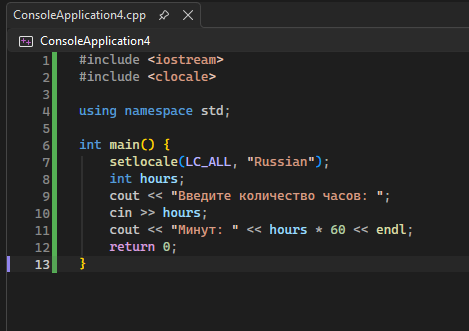 ConsoleApplication4.cpp
ConsoleApplication4
1 #include <iostream>
2 #include <clocale>
3
4 using namespace std;
5
6 int main() {
7     setlocale(LC_ALL, "Russian");
8     int hours;
9     cout << "Введите количество часов: ";
10     cin >> hours;
11     cout << "Минут: " << hours * 60 << endl;
12     return 0;
13 }